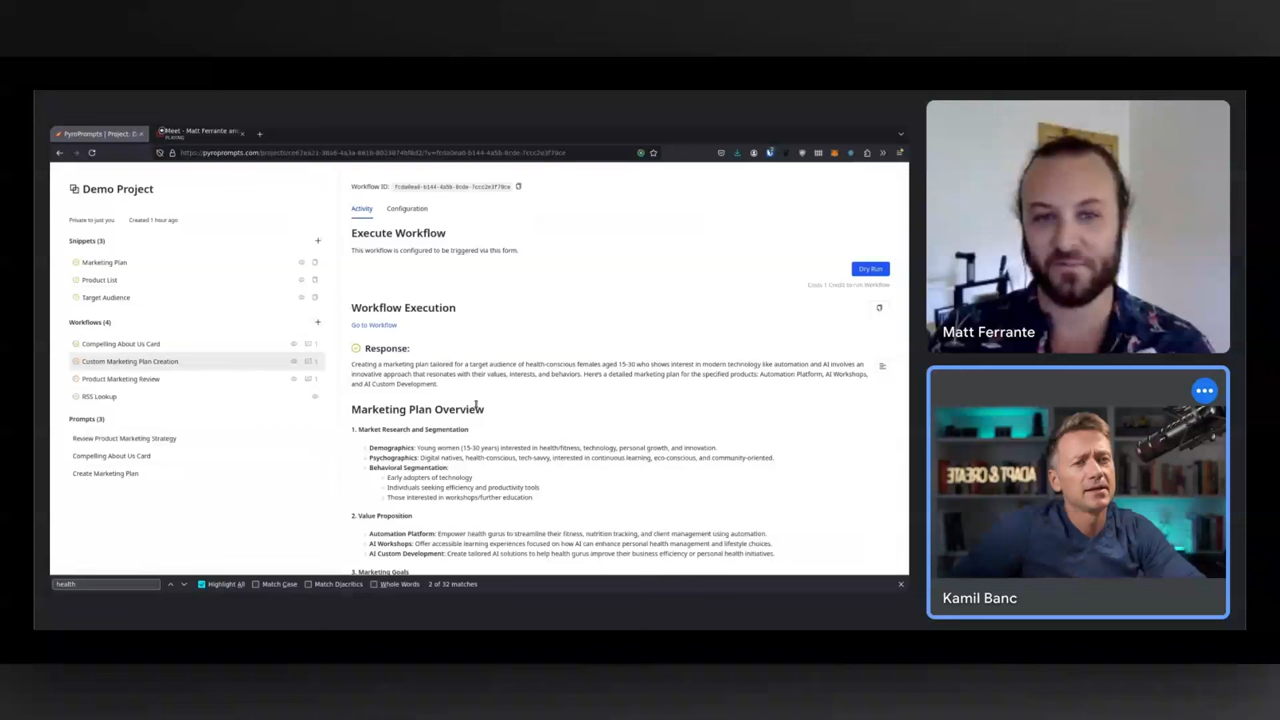 PyroPrompts | Project: D
Meet - Matt Ferrante an
PLAYING
Demo Project
Private to just you
Created 1 hour ago
Snippets (3)
Marketing Plan
Product List
Target Audience
Workflows (4)
Compelling About Us Card
1
Custom Marketing Plan Creation
1
Product Marketing Review
1
RSS Lookup
Prompts (3)
Review Product Marketing Strategy
Compelling About Us Card
Create Marketing Plan
Workflow ID:
Activity
Configuration
Execute Workflow
This workflow is configured to be triggered via this form.
Dry Run
Costs 1 Credit to run Workflow
Workflow Execution
Go to Workflow
Response:
Creating a marketing plan tailored for a target audience of health-conscious females aged 15-30 who shows interest in modern technology like automation and AI involves an
innovative approach that resonates with their values, interests, and behaviors. Here's a detailed marketing plan for the specified products: Automation Platform, AI Workshops,
and AI Custom Development.
Marketing Plan Overview
1. Market Research and Segmentation
Demographics: Young women (15-30 years) interested in health/fitness, technology, personal growth, and innovation.
Psychographics: Digital natives, health-conscious, tech-savvy, interested in continuous learning, eco-conscious, and community-oriented.
Behavioral Segmentation:
Early adopters of technology
Individuals seeking efficiency and productivity tools
Those interested in workshops/further education
2. Value Proposition
Automation Platform: Empower health gurus to streamline their fitness, nutrition tracking, and client management using automation.
AI Workshops: Offer accessible learning experiences focused on how AI can enhance personal health management and lifestyle choices.
AI Custom Development: Create tailored AI solutions to help health gurus improve their business efficiency or personal health initiatives.
3. Marketing Goals
health
Highlight All
Match Case
Match Diacritics
Whole Words
2 of 32 matches
Matt Ferrante
ADAPT & CREATE
Kamil Banc